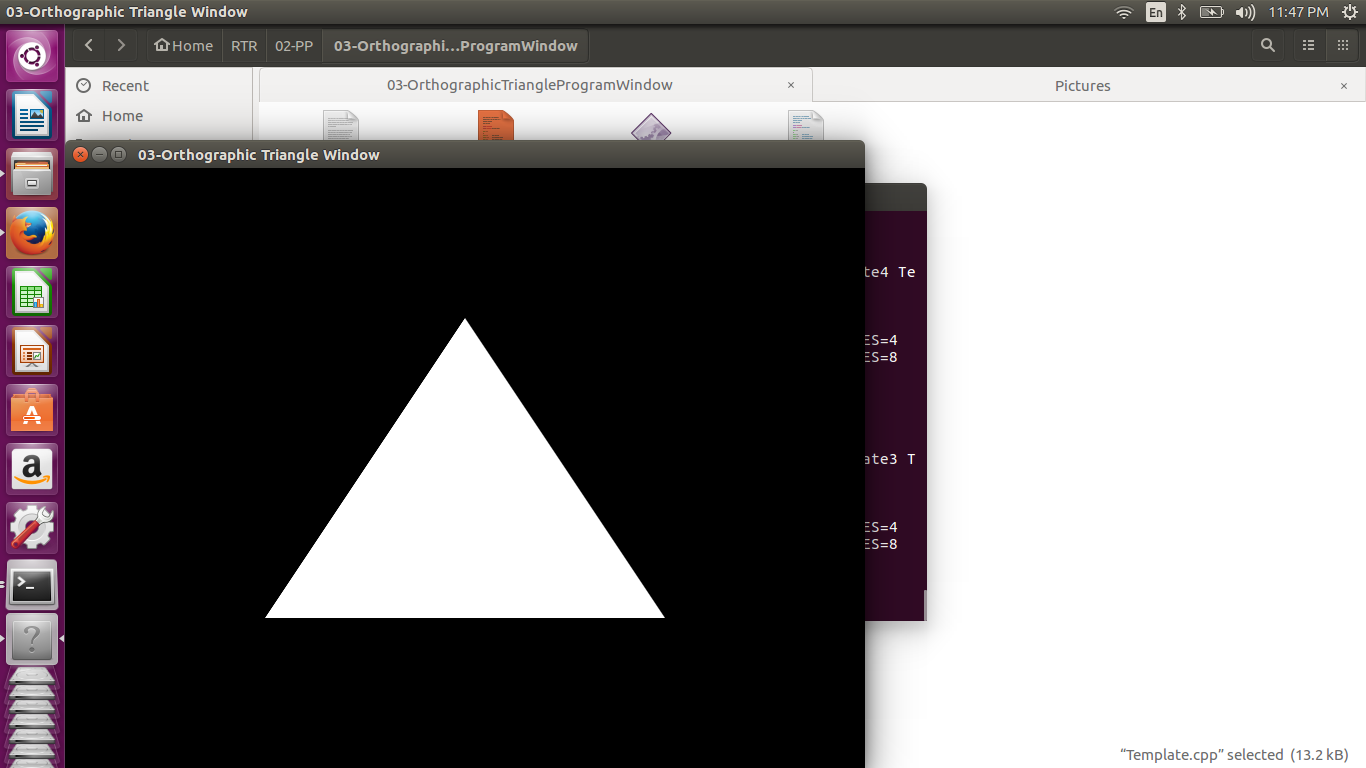 03-Orthographic Triangle Window
En
11:47 PM
Home
RTR
02-PP
03-Orthographi...ProgramWindow
Recent
03-OrthographicTriangleProgramWindow
×
Pictures
×
Home
03-Orthographic Triangle Window
te4 Te
ES=4
ES=8
ate3 T
ES=4
ES=8
“Template.cpp” selected (13.2 kB)